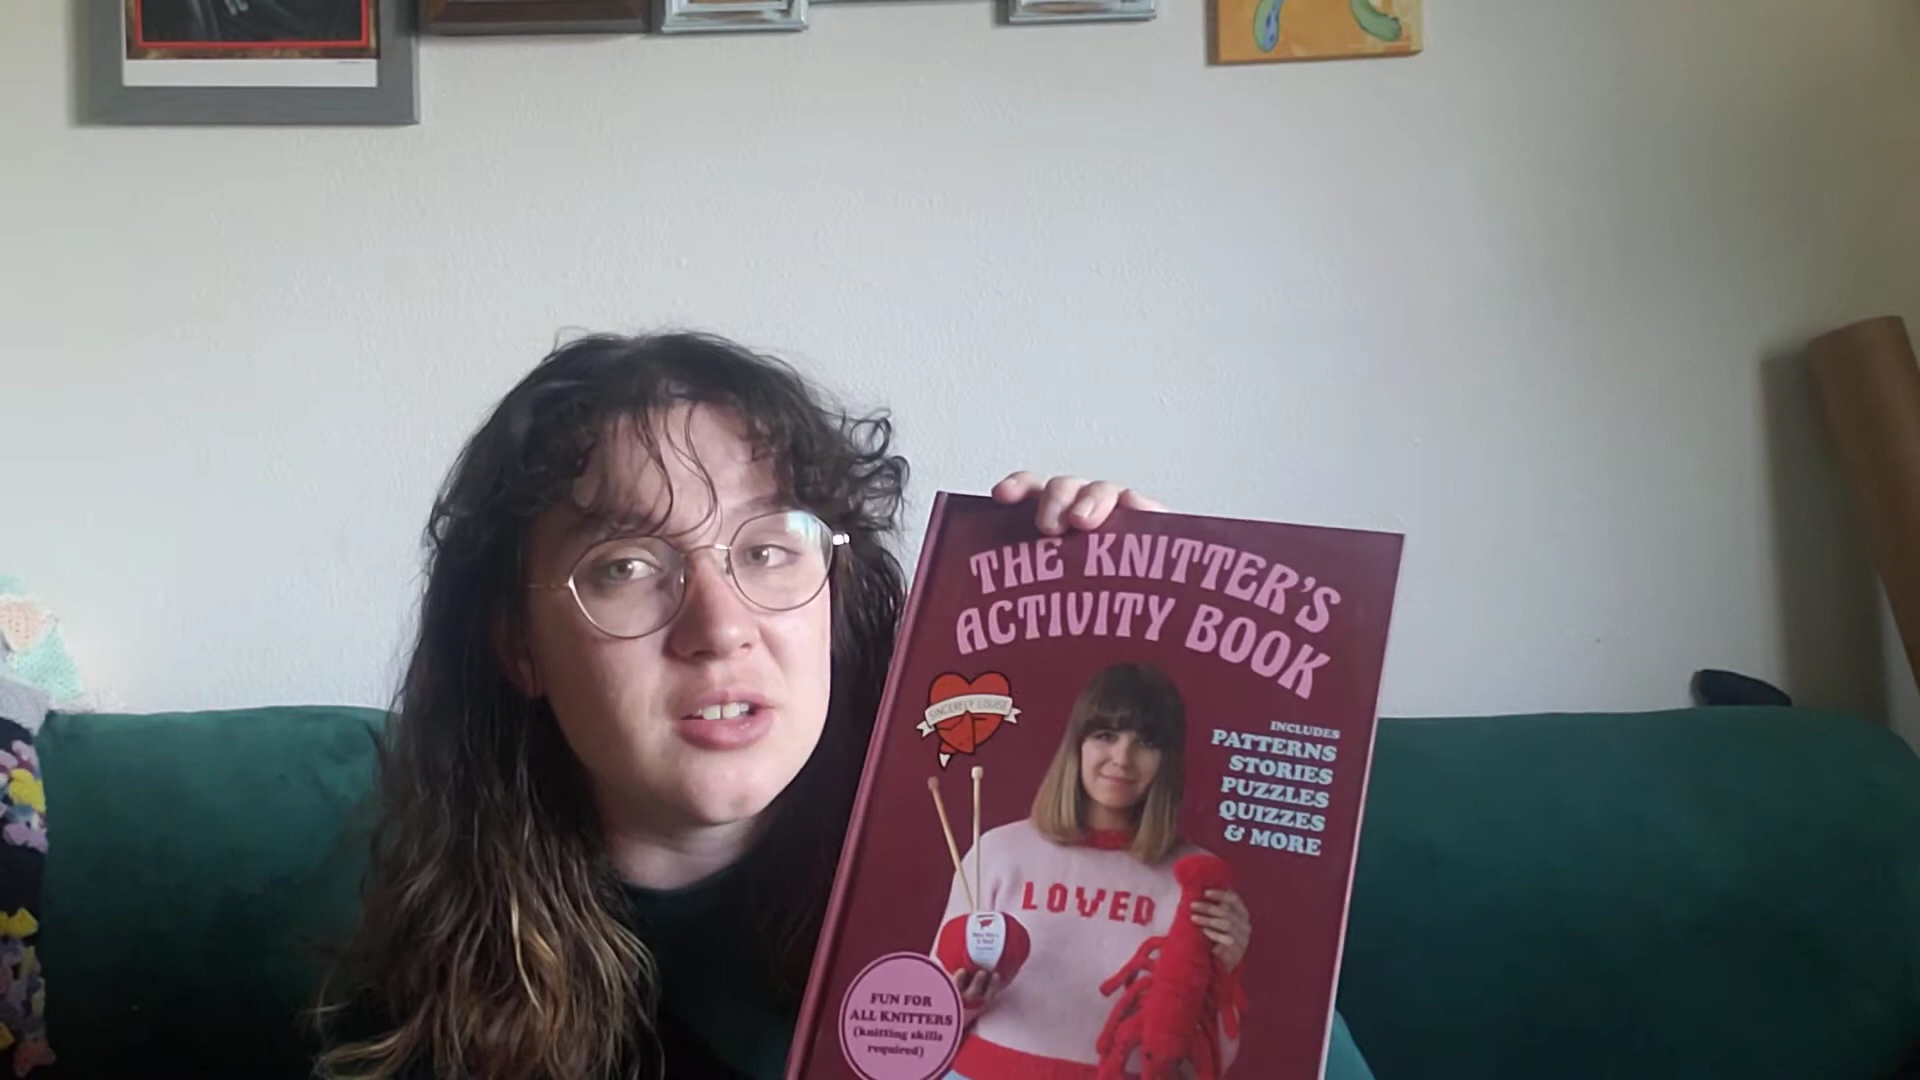 THE KNITTER'S
ACTIVITY BOOK
SINCERELY LOUISE
INCLUDES
PATTERNS
STORIES
PUZZLES
QUIZZES
& MORE
LOVED
FUN FOR
ALL KNITTERS
(knitting skills
required)